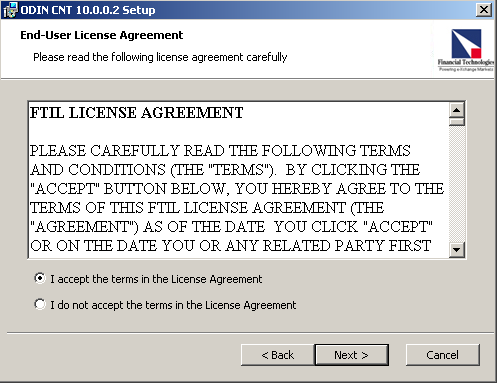 ODIN CNT 10.0.0.2 Setup
End-User License Agreement
Please read the following license agreement carefully
Financial Technologies
Powering e-Xchange Markets
FTIL LICENSE AGREEMENT
PLEASE CAREFULLY READ THE FOLLOWING TERMS
AND CONDITIONS (THE "TERMS").  BY CLICKING THE
"ACCEPT" BUTTON BELOW, YOU HEREBY AGREE TO THE
TERMS OF THIS FTIL LICENSE AGREEMENT (THE
"AGREEMENT") AS OF THE DATE  YOU CLICK "ACCEPT"
OR ON THE DATE YOU OR ANY RELATED PARTY FIRST
I accept the terms in the License Agreement
I do not accept the terms in the License Agreement
< Back
Next >
Cancel